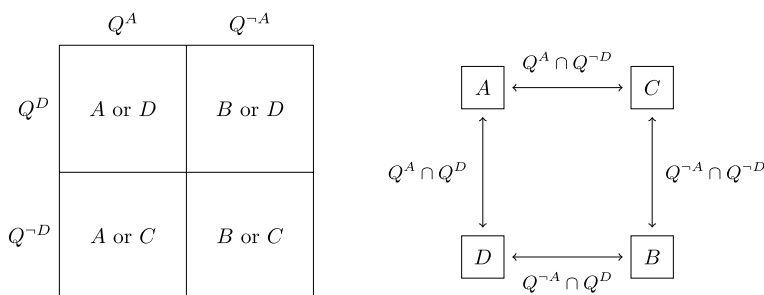 Q^A Q^{¬A}
Q^D A or D B or D
Q^{¬D} A or C B or C
Q^A ∩ Q^{¬D}
A C
Q^A ∩ Q^D Q^{¬A} ∩ Q^{¬D}
D B
Q^{¬A} ∩ Q^D